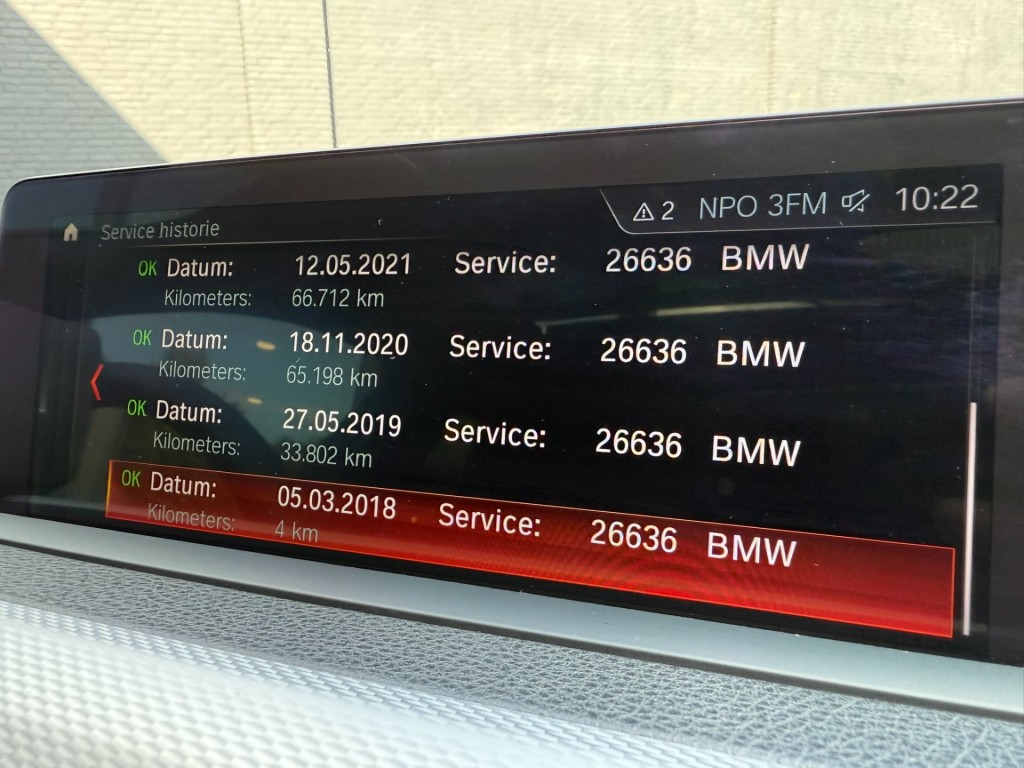 2 NPO 3FM 10:22
Service historie
OK Datum: 12.05.2021 Service: 26636 BMW
Kilometers: 66.712 km
OK Datum: 18.11.2020 Service: 26636 BMW
Kilometers: 65.198 km
OK Datum: 27.05.2019 Service: 26636 BMW
Kilometers: 33.802 km
OK Datum: 05.03.2018 Service: 26636 BMW
Kilometers: 4 km